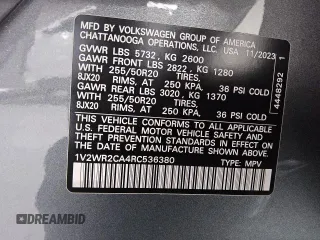 MFD BY VOLKSWAGEN GROUP OF AMERICA
CHATTANOOGA OPERATIONS, LLC. USA 11/2023
GVWR LBS 5732, KG 2600
GAWR FRONT LBS 2822, KG 1280
WITH - 255/50R20 TIRES,
8JX20 RIMS, AT 250 KPA, 36 PSI COLD
GAWR REAR LBS 3020, KG 1370
WITH - 255/50R20 TIRES,
8JX20 RIMS, AT 250 KPA, 36 PSI COLD
THIS VEHICLE CONFORMS TO ALL APPLICABLE
FEDERAL MOTOR VEHICLE SAFETY AND
THEFT PREVENTION STANDARDS IN EFFECT ON
THE DATE OF MANUFACTURE SHOWN ABOVE.
1V2WR2CA4RC536380 TYPE: MPV
4448292 1
DREAMBID